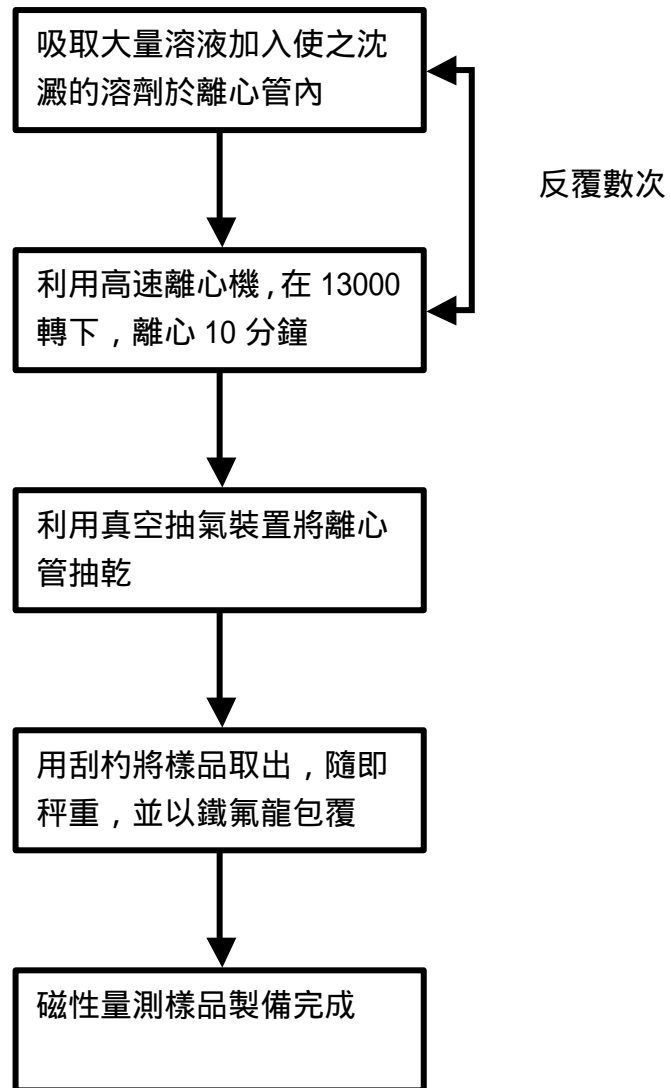 吸取大量溶液加入使之沈
澱的溶劑於離心管內
反覆數次
利用高速離心機,在 13000
轉下，離心 10 分鐘
利用真空抽氣裝置將離心
管抽乾
用刮杓將樣品取出，隨即
秤重，並以鐵氟龍包覆
磁性量測樣品製備完成